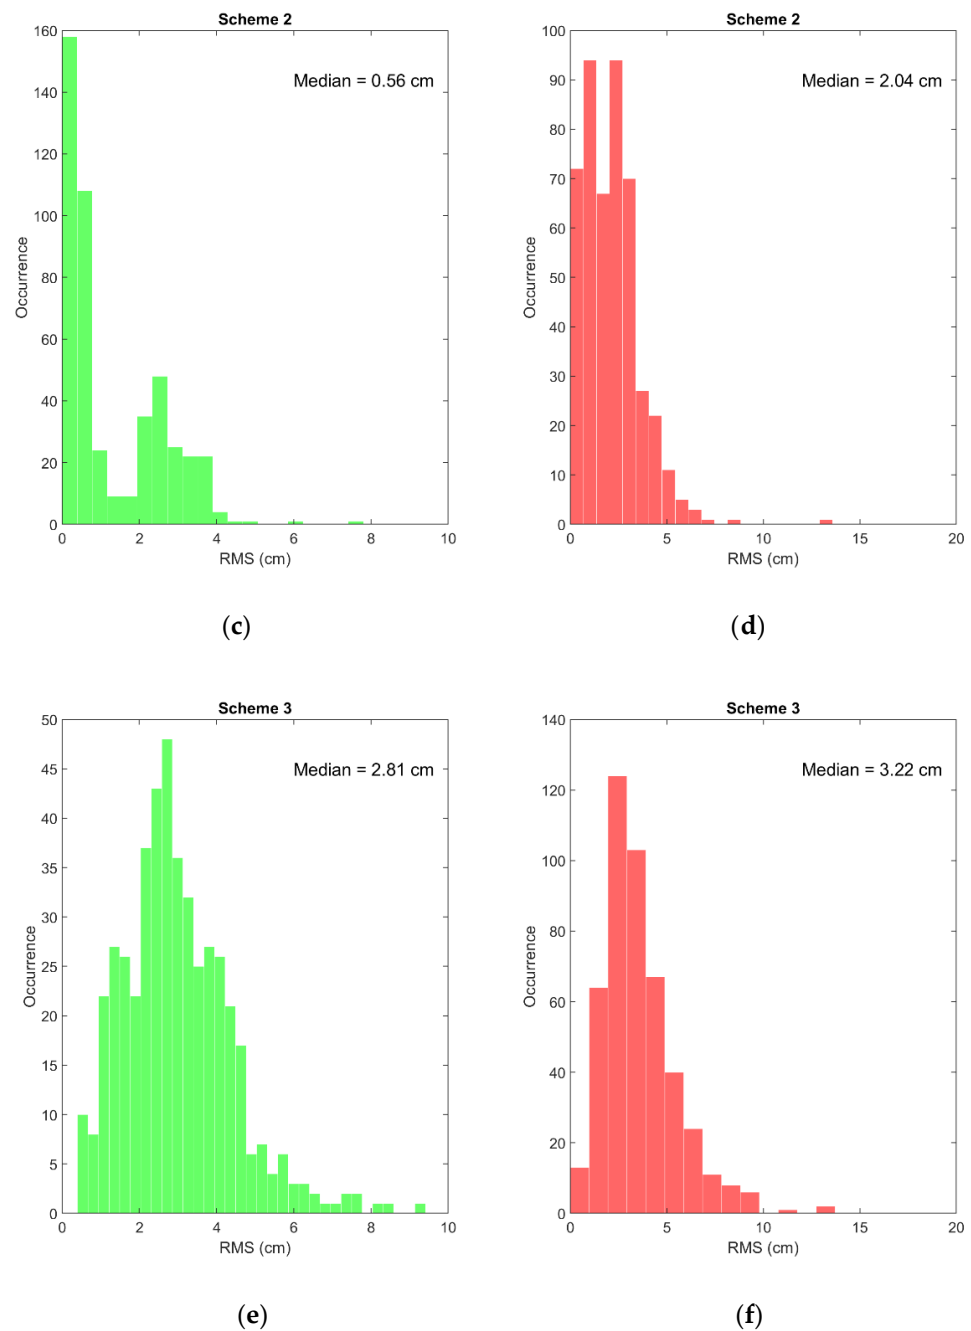 Scheme 2
160
140
120
100
80
60
40
20
0
Occurrence
Median = 0.56 cm
0 2 4 6 8 10
RMS (cm)
(c)
Scheme 2
100
90
80
70
60
50
40
30
20
10
0
Occurrence
Median = 2.04 cm
0 5 10 15 20
RMS (cm)
(d)
Scheme 3
50
45
40
35
30
25
20
15
10
5
0
Occurrence
Median = 2.81 cm
0 2 4 6 8 10
RMS (cm)
(e)
Scheme 3
140
120
100
80
60
40
20
0
Occurrence
Median = 3.22 cm
0 5 10 15 20
RMS (cm)
(f)